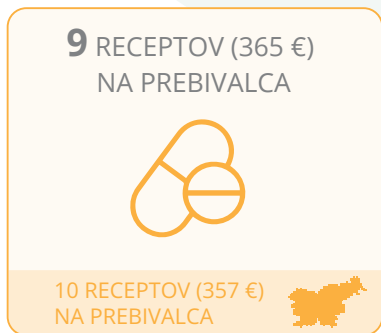 9 RECEPTOV (365 €)
NA PREBIVALCA
10 RECEPTOV (357 €)
NA PREBIVALCA